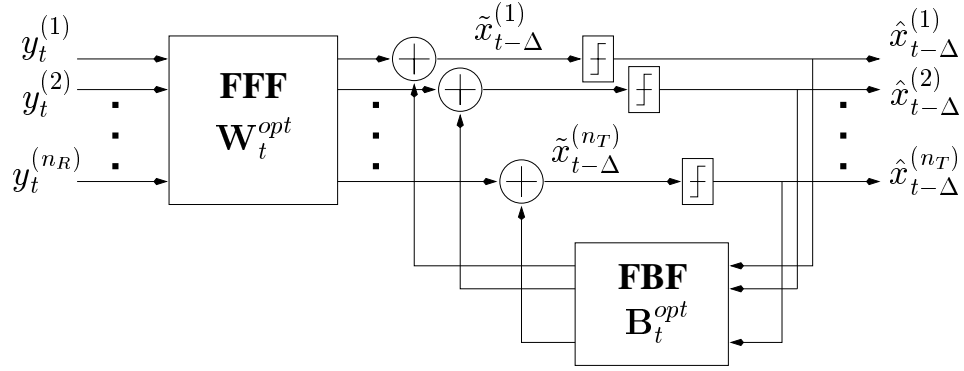 y_t^{(1)}
y_t^{(2)}
y_t^{(n_R)}
FFF
W_t^{opt}
x̃_{t-Δ}^{(1)}
x̃_{t-Δ}^{(n_T)}
x̂_{t-Δ}^{(1)}
x̂_{t-Δ}^{(2)}
x̂_{t-Δ}^{(n_T)}
FBF
B_t^{opt}